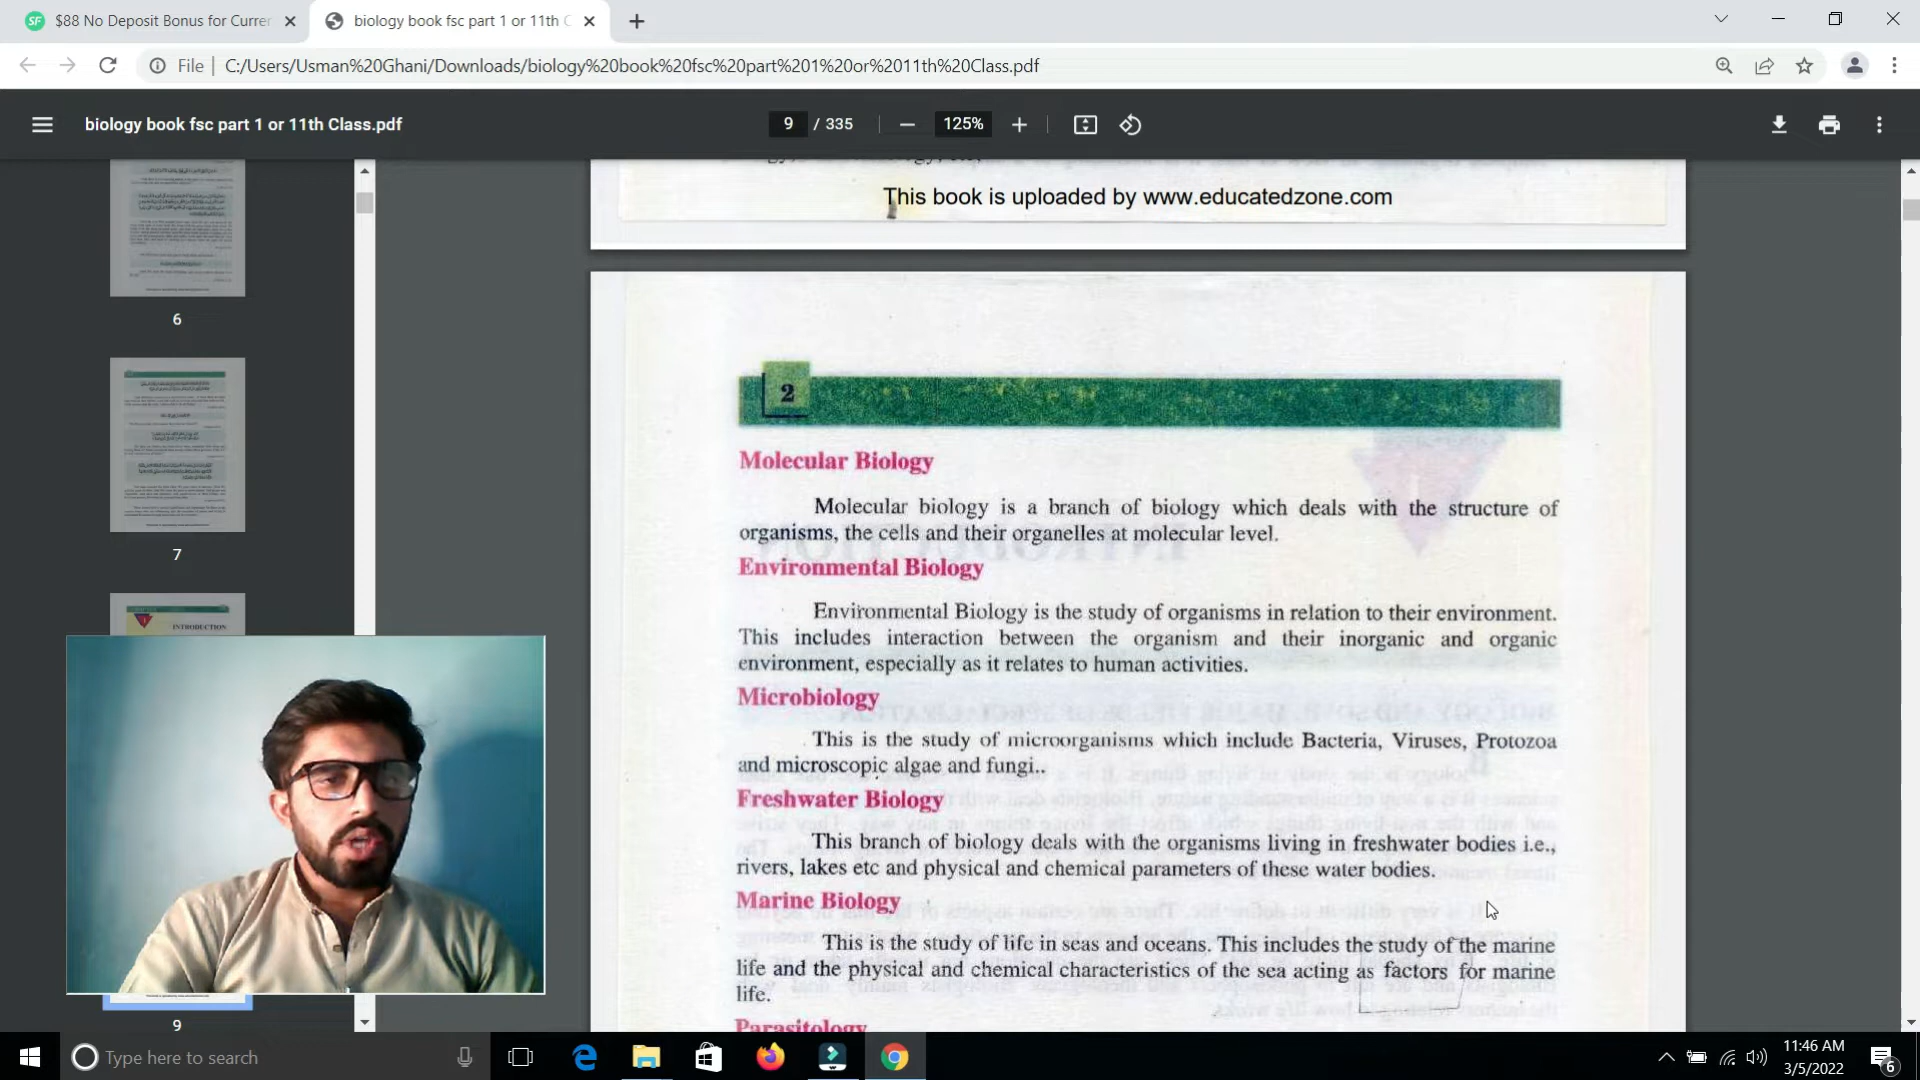 $88 No Deposit Bonus for Curre
biology book fsc part 1 or 11th C
File
C:/Users/Usman%20Ghani/Downloads/biology%20book%20fsc%20part%201%20or%2011th%20Class.pdf
biology book fsc part 1 or 11th Class.pdf
9 / 335
125%
This book is uploaded by www.educatedzone.com
6
7
INTRODUCTION
9
2
Molecular Biology
Molecular biology is a branch of biology which deals with the structure of
organisms, the cells and their organelles at molecular level.
Environmental Biology
Environmental Biology is the study of organisms in relation to their environment.
This includes interaction between the organism and their inorganic and organic
environment, especially as it relates to human activities.
Microbiology
This is the study of microorganisms which include Bacteria, Viruses, Protozoa
and microscopic algae and fungi..
Freshwater Biology
This branch of biology deals with the organisms living in freshwater bodies i.e.,
rivers, lakes etc and physical and chemical parameters of these water bodies.
Marine Biology
This is the study of life in seas and oceans. This includes the study of the marine
life and the physical and chemical characteristics of the sea acting as factors for marine
life.
Parasitology
Type here to search
11:46 AM
3/5/2022
6